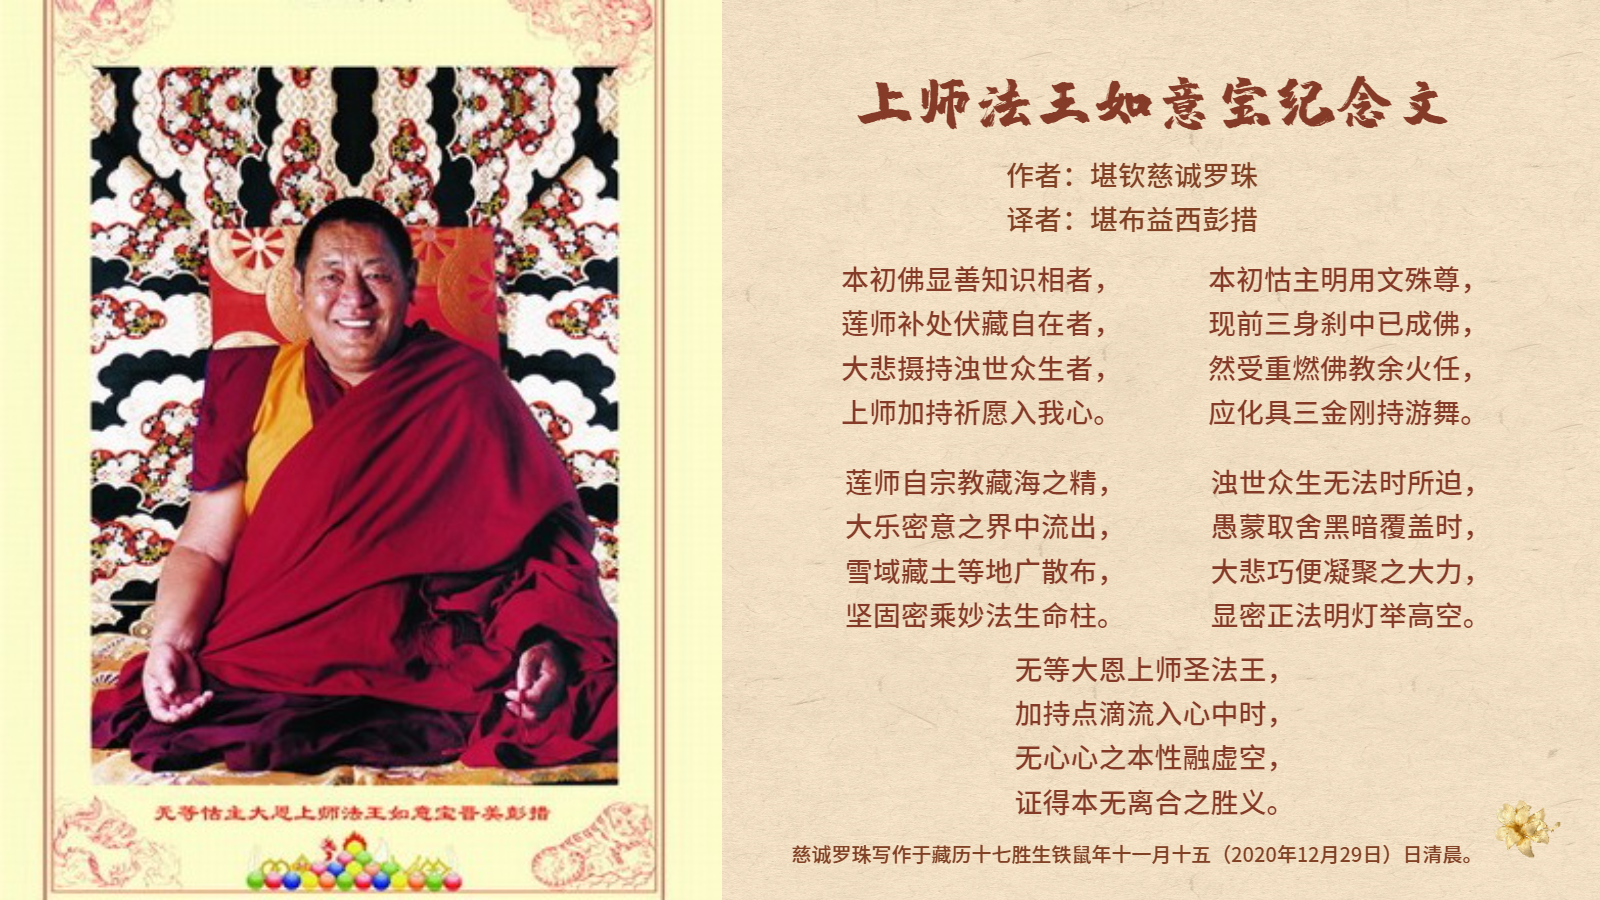 无等怙主大恩上师法王如意宝晋美彭措
上师法王如意宝纪念文
作者：堪钦慈诚罗珠
译者：堪布益西彭措
本初佛显善知识相者，
莲师补处伏藏自在者，
大悲摄持浊世众生者，
上师加持祈愿入我心。
本初怙主明用文殊尊，
现前三身刹中已成佛，
然受重燃佛教余火任，
应化具三金刚持游舞。
莲师自宗教藏海之精，
大乐密意之界中流出，
雪域藏土等地广散布，
坚固密乘妙法生命柱。
浊世众生无法时所迫，
愚蒙取舍黑暗覆盖时，
大悲巧便凝聚之大力，
显密正法明灯举高空。
无等大恩上师圣法王，
加持点滴流入心中时，
无心心之本性融虚空，
证得本无离合之胜义。
慈诚罗珠写作于藏历十七胜生铁鼠年十一月十五（2020年12月29日）日清晨。